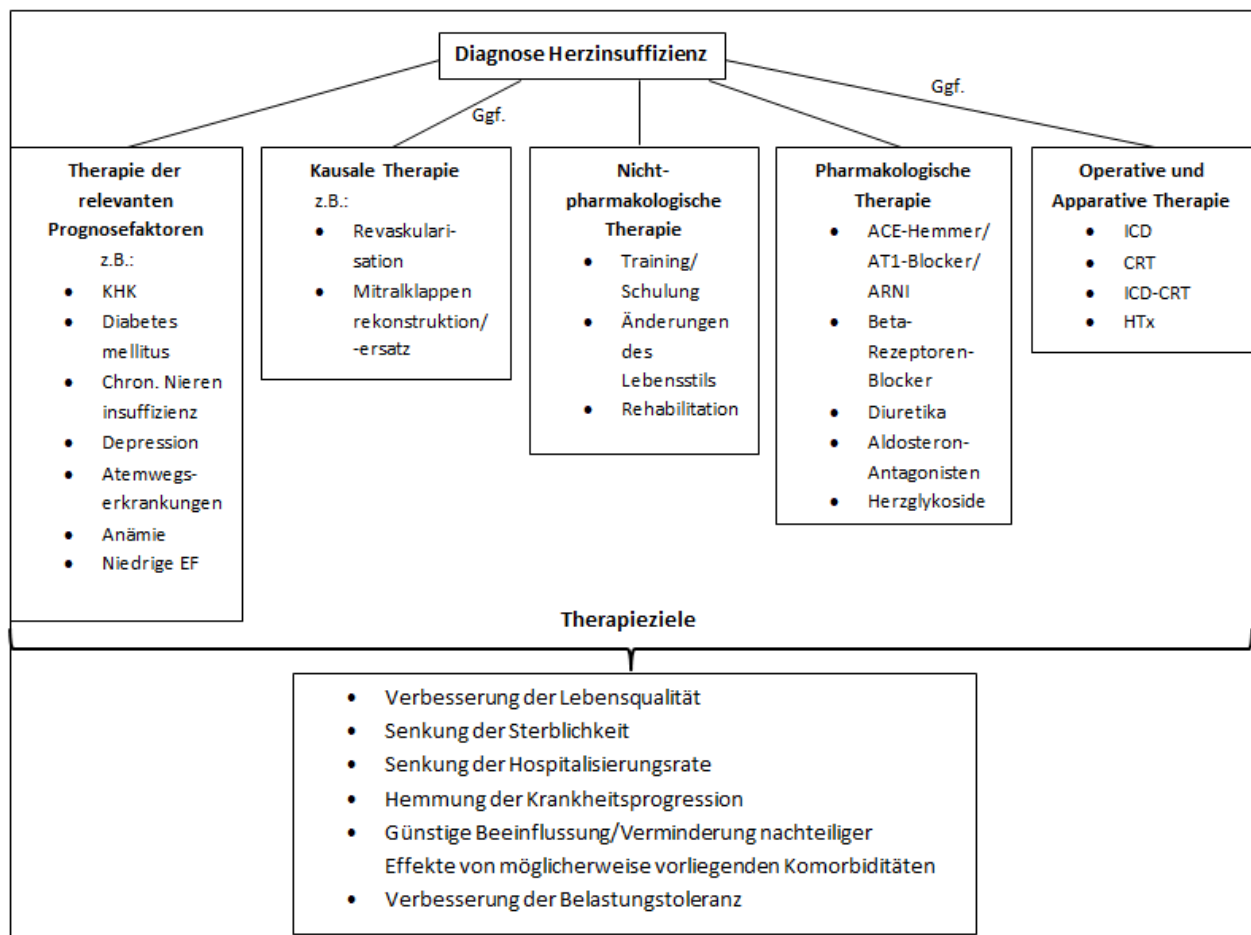 Diagnose Herzinsuffizienz
Ggf.
Ggf.
Therapie der
relevanten
Prognosefaktoren
z.B.:
• KHK
• Diabetes
mellitus
• Chron. Nieren
insuffizienz
• Depression
• Atemwegs-
erkrankungen
• Anämie
• Niedrige EF
Kausale Therapie
z.B.:
• Revaskulari-
sation
• Mitralklappen
rekonstruktion/
-ersatz
Nicht-
pharmakologische
Therapie
• Training/
Schulung
• Änderungen
des
Lebensstils
• Rehabilitation
Pharmakologische
Therapie
• ACE-Hemmer/
AT1-Blocker/
ARNI
• Beta-
Rezeptoren-
Blocker
• Diuretika
• Aldosteron-
Antagonisten
• Herzglykoside
Operative und
Apparative Therapie
• ICD
• CRT
• ICD-CRT
• HTx
Therapieziele
• Verbesserung der Lebensqualität
• Senkung der Sterblichkeit
• Senkung der Hospitalisierungsrate
• Hemmung der Krankheitsprogression
• Günstige Beeinflussung/Verminderung nachteiliger
Effekte von möglicherweise vorliegenden Komorbiditäten
• Verbesserung der Belastungstoleranz